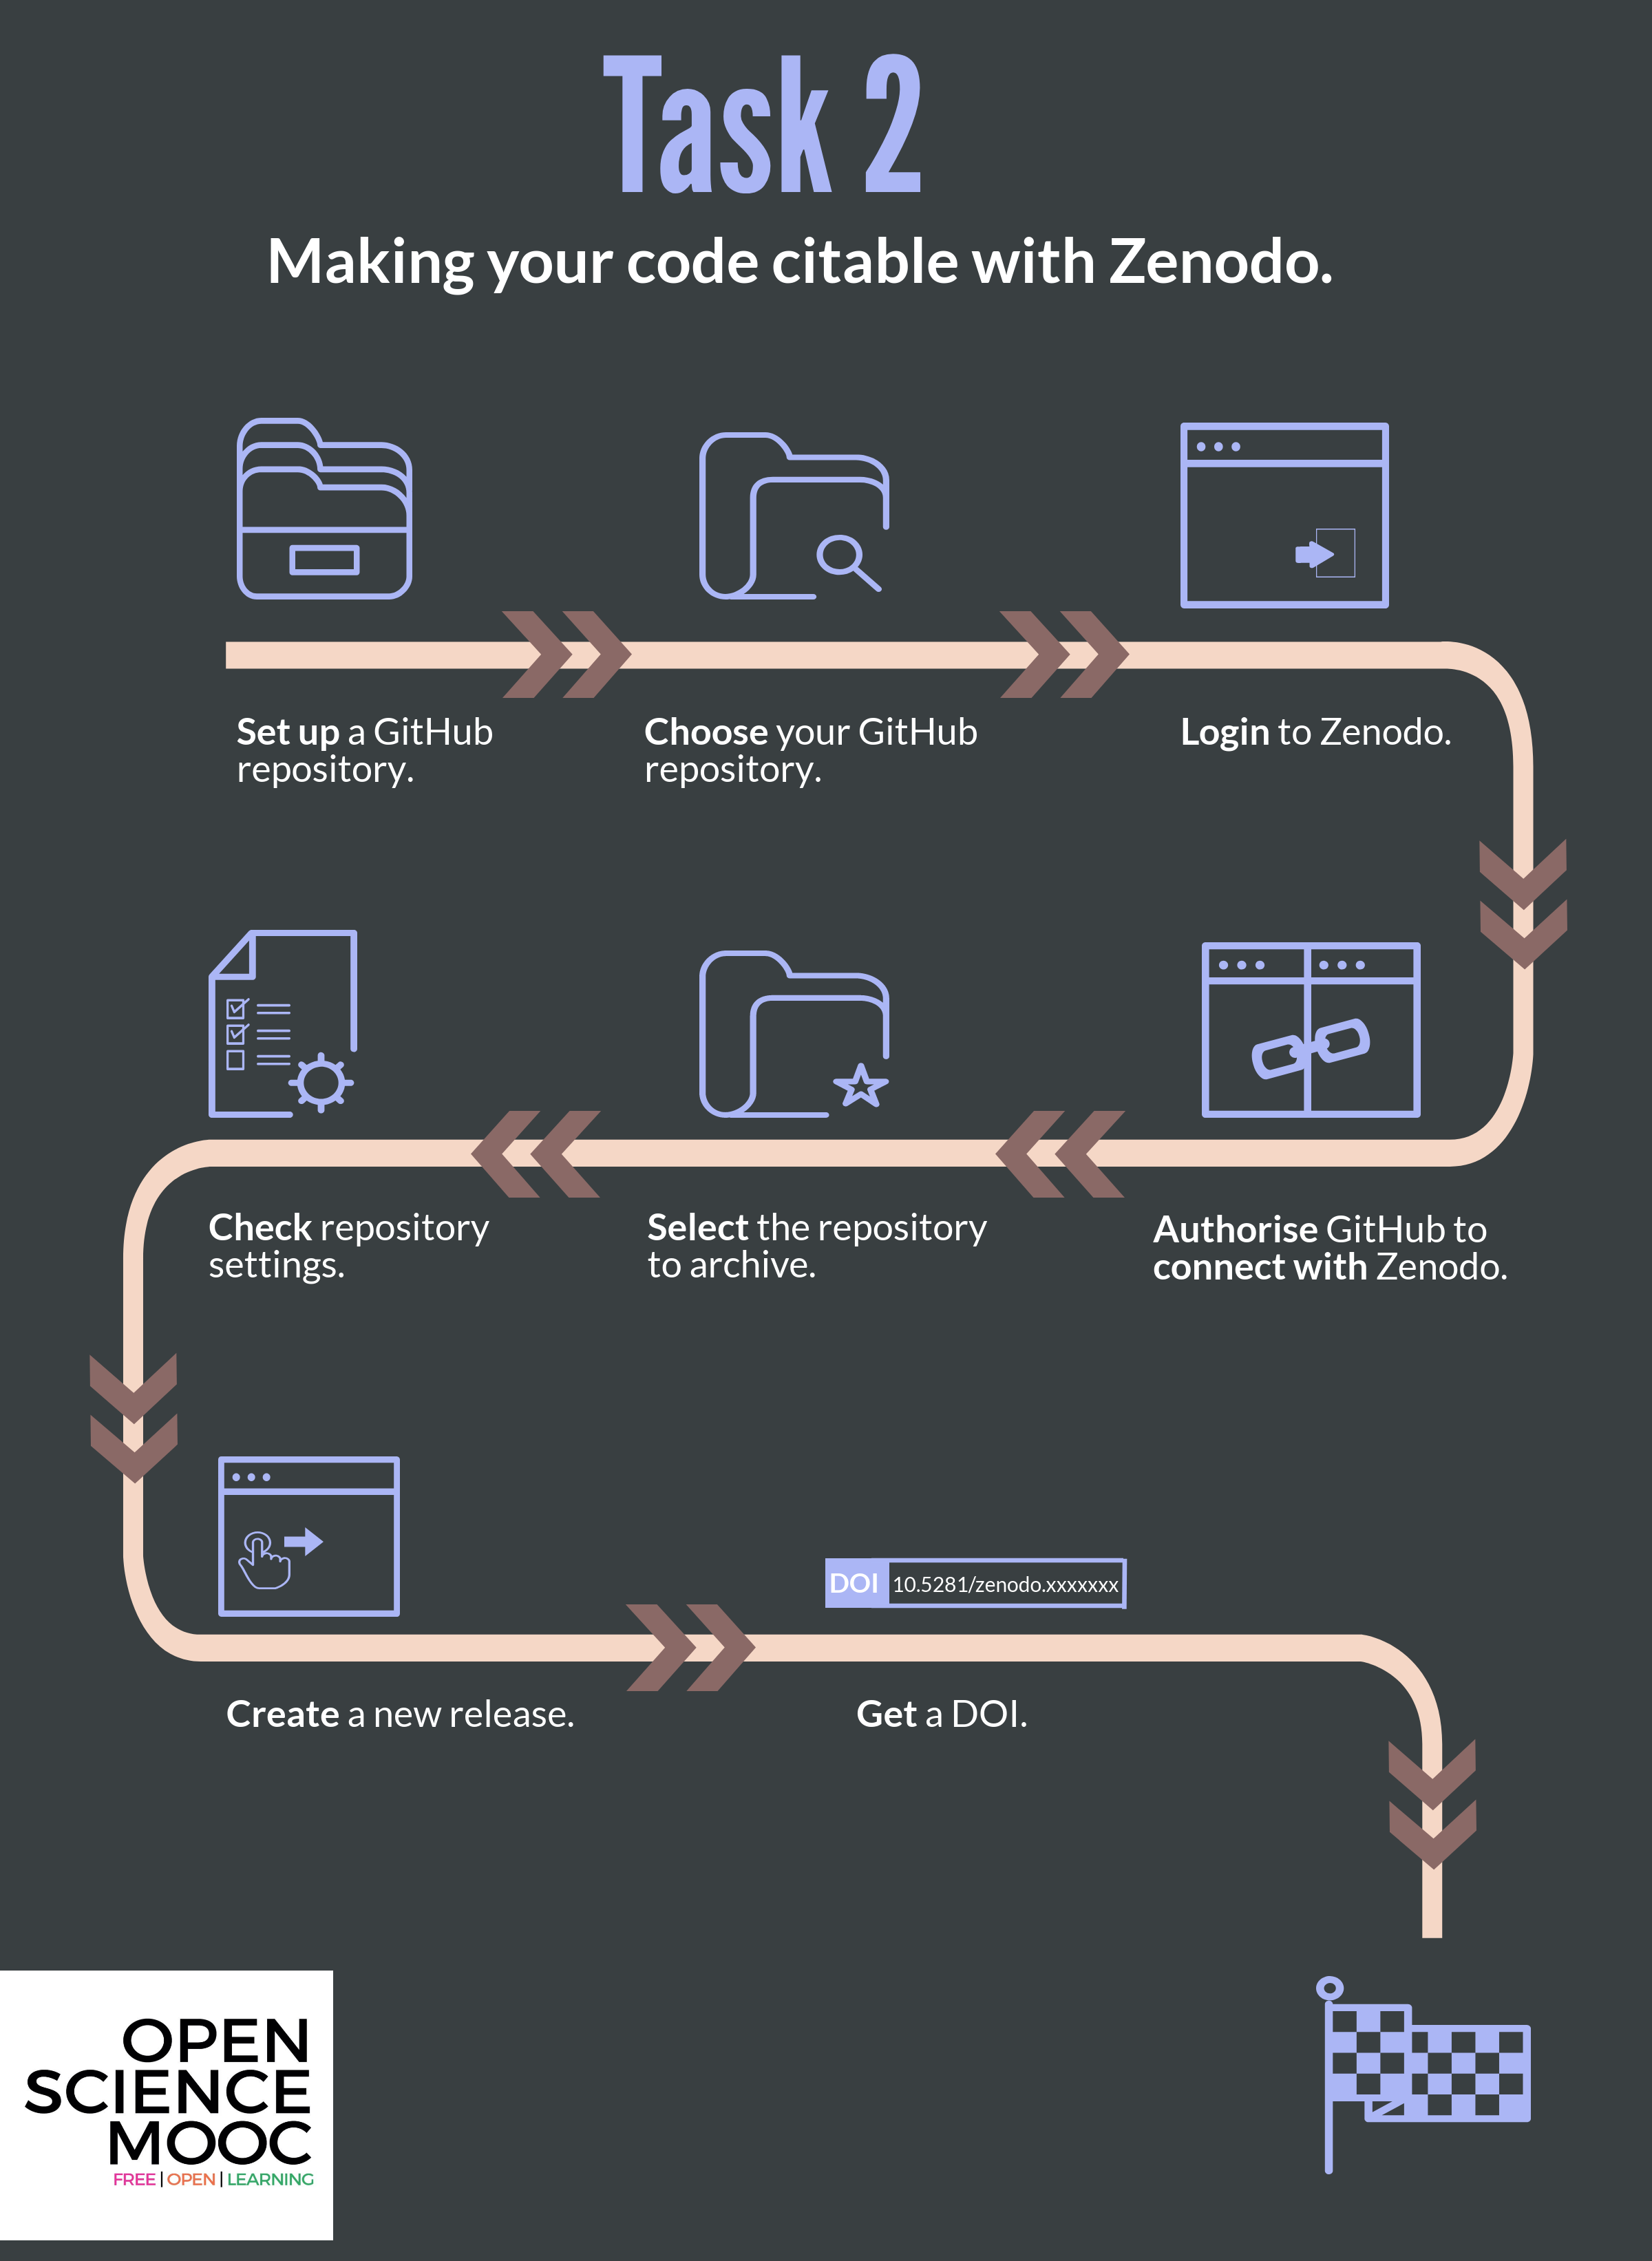 Task 2
Making your code citable with Zenodo.
Set up a GitHub
repository.
Choose your GitHub
repository.
Login to Zenodo.
Authorise GitHub to
connect with Zenodo.
Select the repository
to archive.
Check repository
settings.
Create a new release.
DOI 10.5281/zenodo.xxxxxxx
Get a DOI.
OPEN
SCIENCE
MOOC
FREE | OPEN | LEARNING